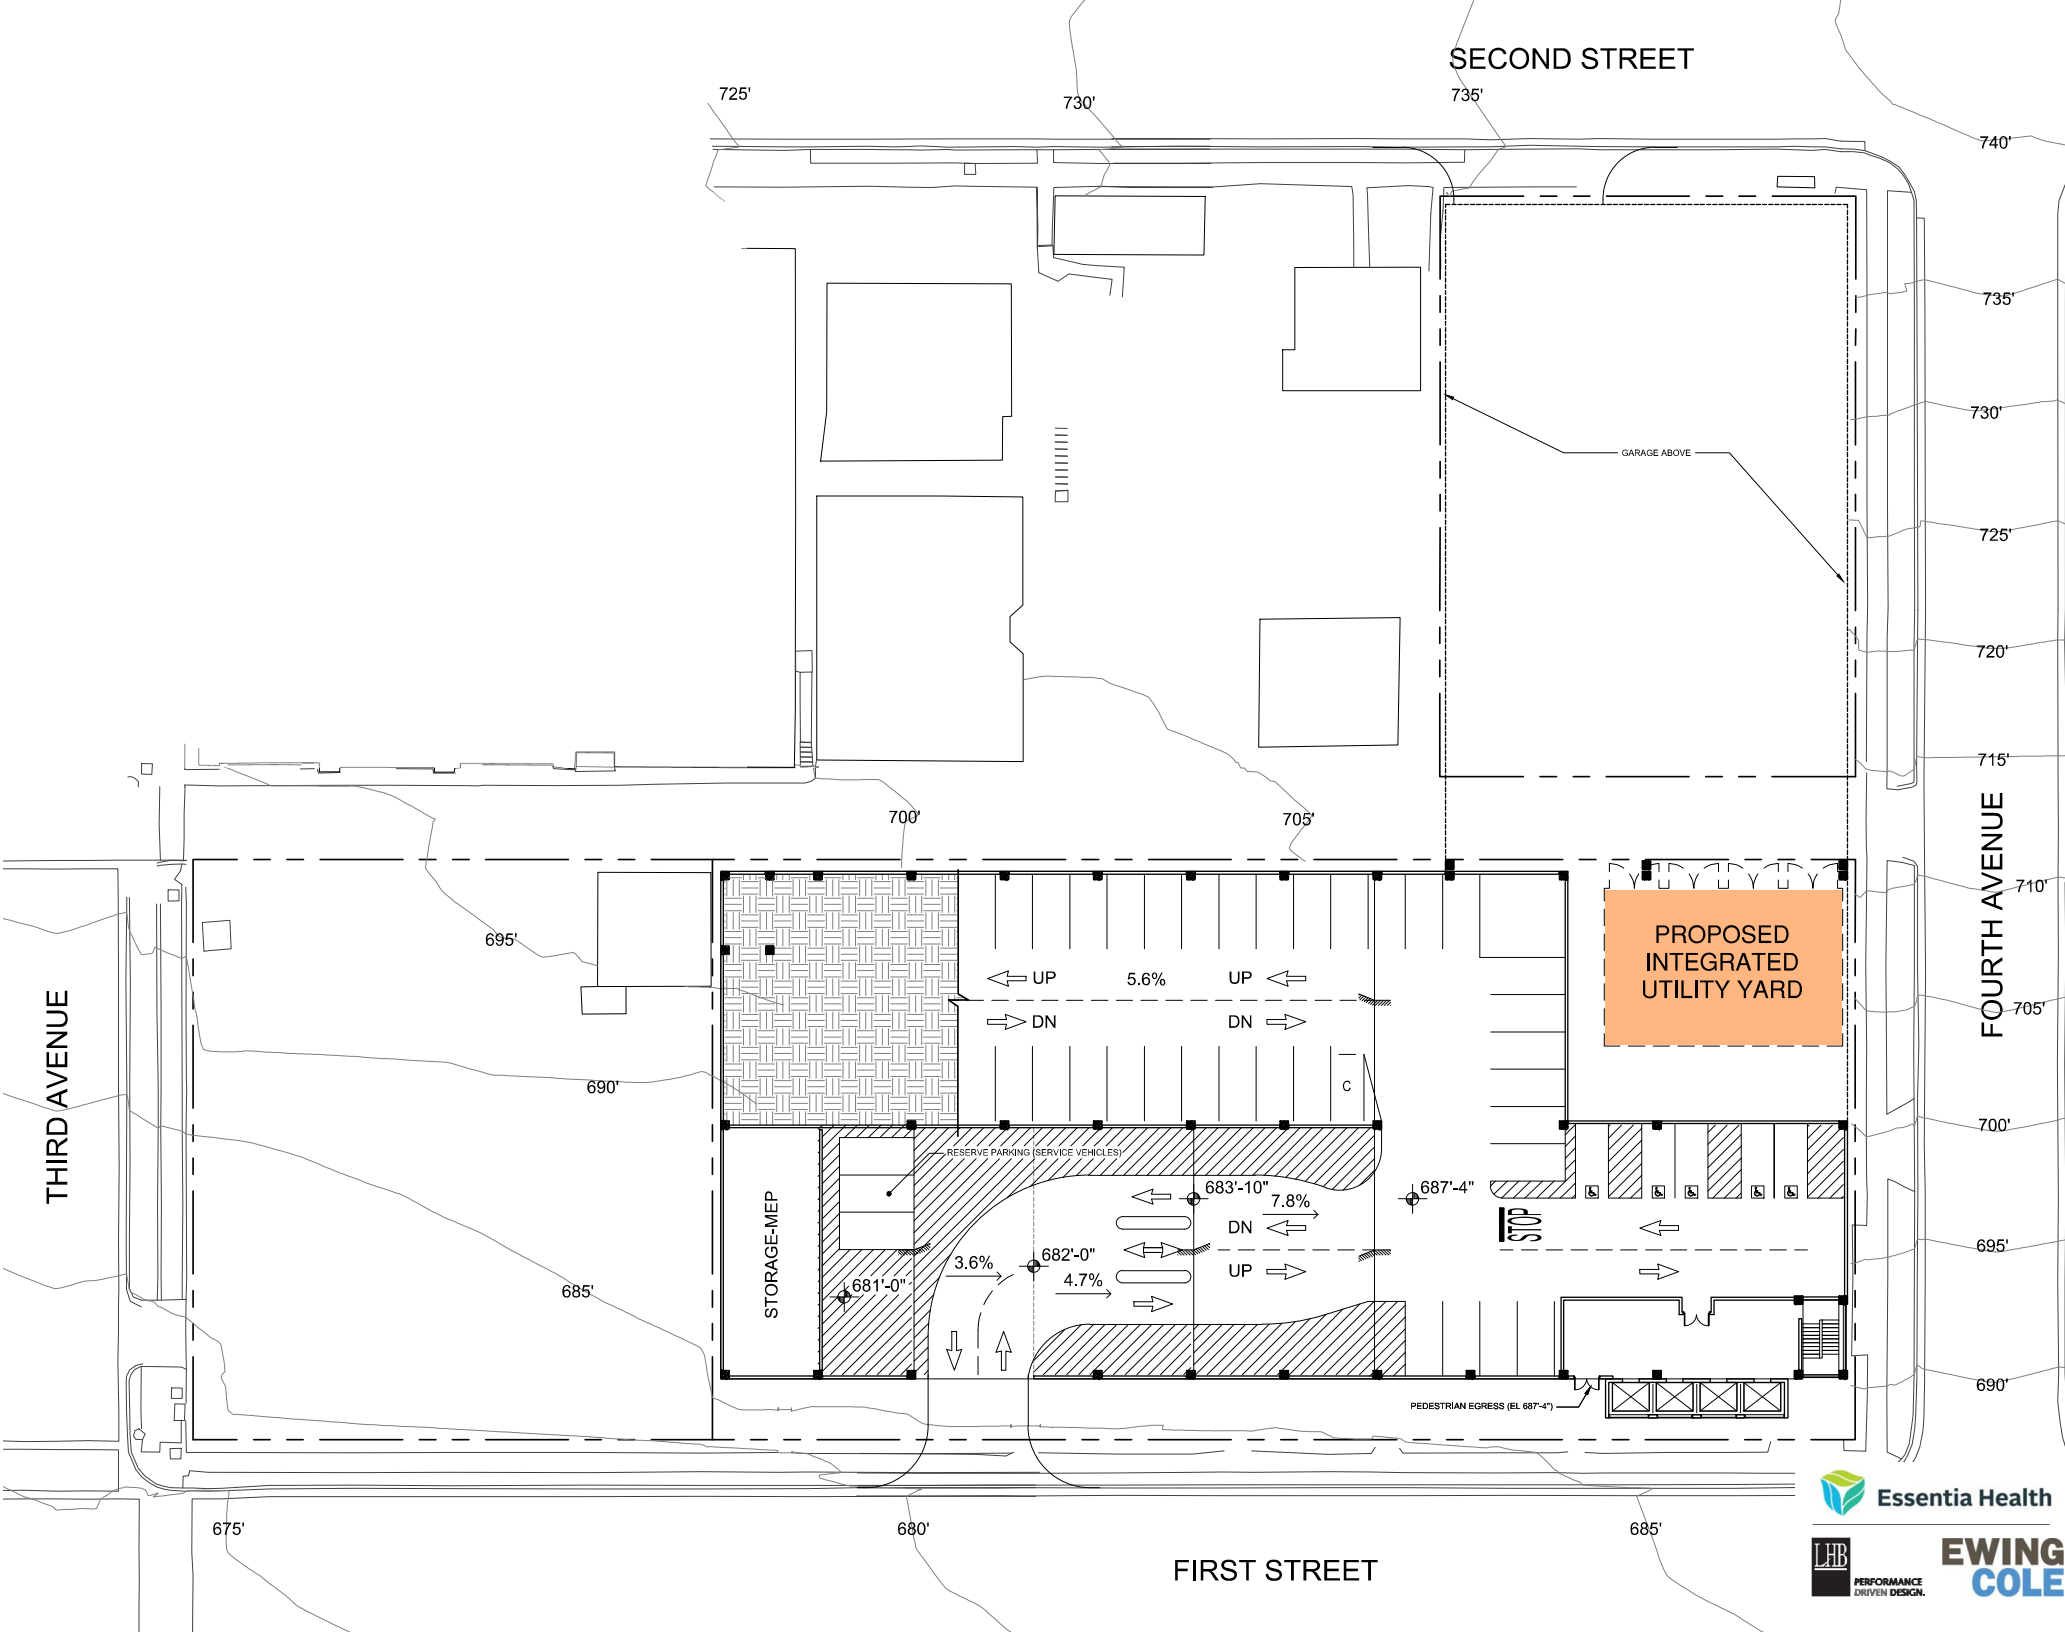 SECOND STREET
725'
730'
735'
740'
735'
730'
GARAGE ABOVE
725'
720'
715'
700'
705'
FOURTH AVENUE
710'
PROPOSED
INTEGRATED
UTILITY YARD
695'
UP
5.6%
UP
705'
DN
DN
THIRD AVENUE
690'
C
700'
RESERVE PARKING (SERVICE VEHICLES)
STORAGE-MEP
683'-10"
7.8%
687'-4"
STOP
DN
682'-0"
695'
3.6%
4.7%
UP
681'-0"
685'
690'
PEDESTRIAN EGRESS (EL 687'-4")
675'
680'
685'
FIRST STREET
Essentia Health
LHB
PERFORMANCE
DRIVEN DESIGN.
EWING
COLE